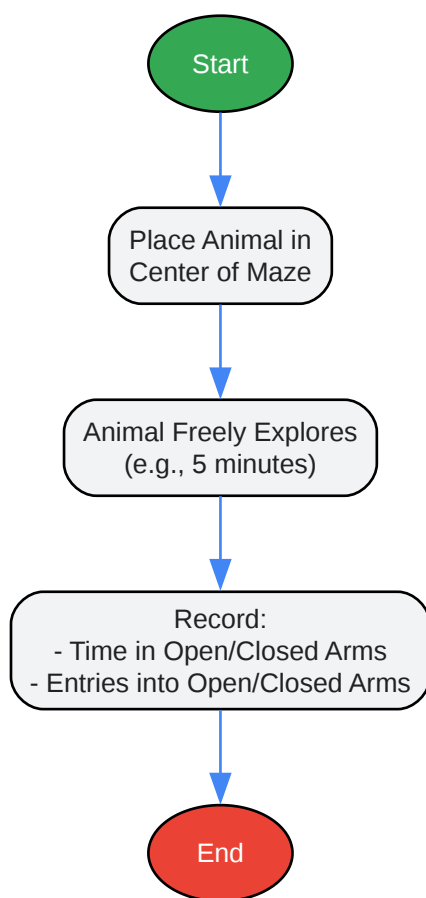 Start
Place Animal in
Center of Maze
Animal Freely Explores
(e.g., 5 minutes)
Record:
- Time in Open/Closed Arms
- Entries into Open/Closed Arms
End